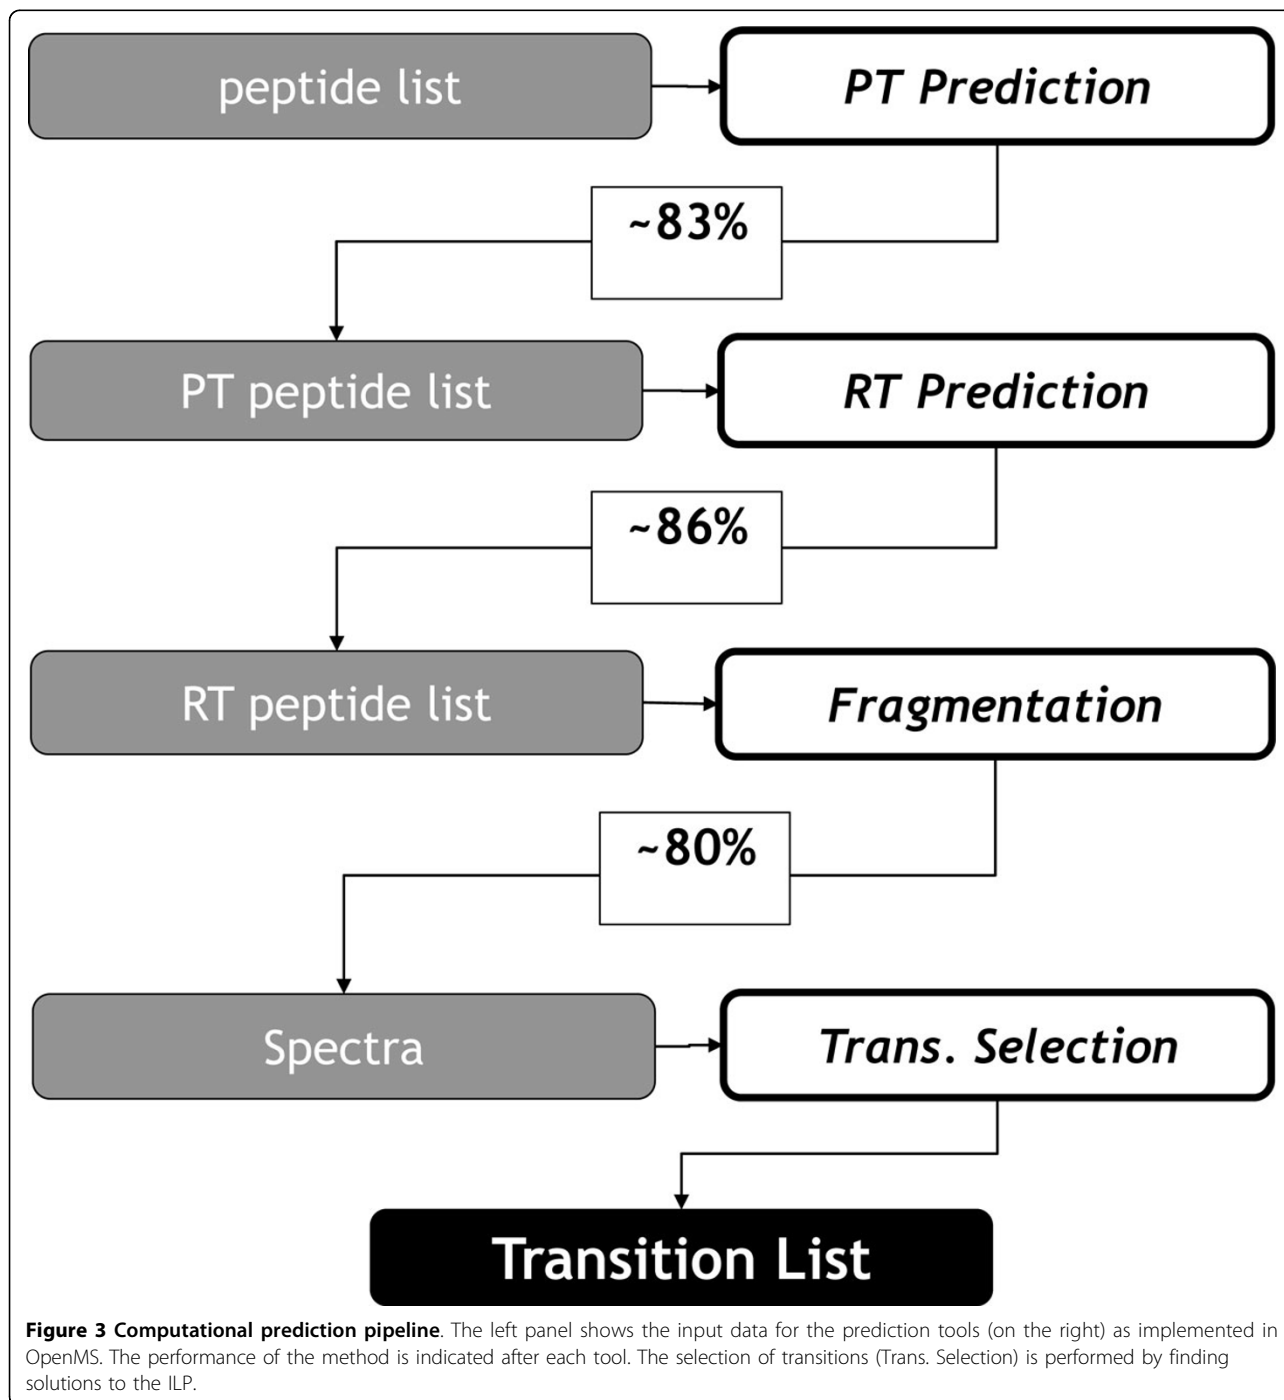 peptide list
PT Prediction
~83%
PT peptide list
RT Prediction
~86%
RT peptide list
Fragmentation
~80%
Spectra
Trans. Selection
Transition List
Figure 3 Computational prediction pipeline. The left panel shows the input data for the prediction tools (on the right) as implemented in
OpenMS. The performance of the method is indicated after each tool. The selection of transitions (Trans. Selection) is performed by finding
solutions to the ILP.